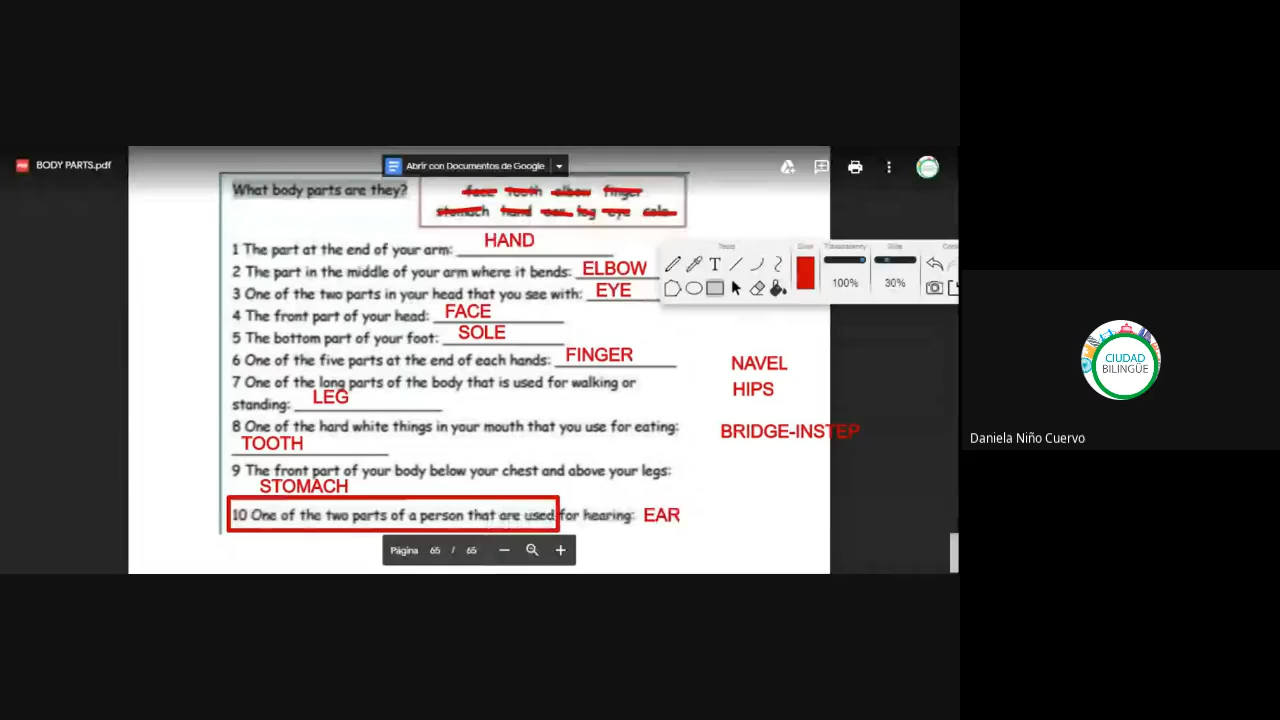 BODY PARTS.pdf
Abrir con Documentos de Google
What body parts are they?
face tooth elbow finger
stomach hand ear leg eye sole
1 The part at the end of your arm: HAND
2 The part in the middle of your arm where it bends: ELBOW
3 One of the two parts in your head that you see with: EYE
4 The front part of your head: FACE
5 The bottom part of your foot: SOLE
6 One of the five parts at the end of each hands: FINGER
7 One of the long parts of the body that is used for walking or
standing: LEG
8 One of the hard white things in your mouth that you use for eating:
TOOTH
9 The front part of your body below your chest and above your legs:
STOMACH
10 One of the two parts of a person that are used for hearing: EAR
NAVEL
HIPS
BRIDGE-INSTEP
Transparency
100%
30%
Página 65 / 65
CIUDAD
BILINGÜE
Daniela Niño Cuervo